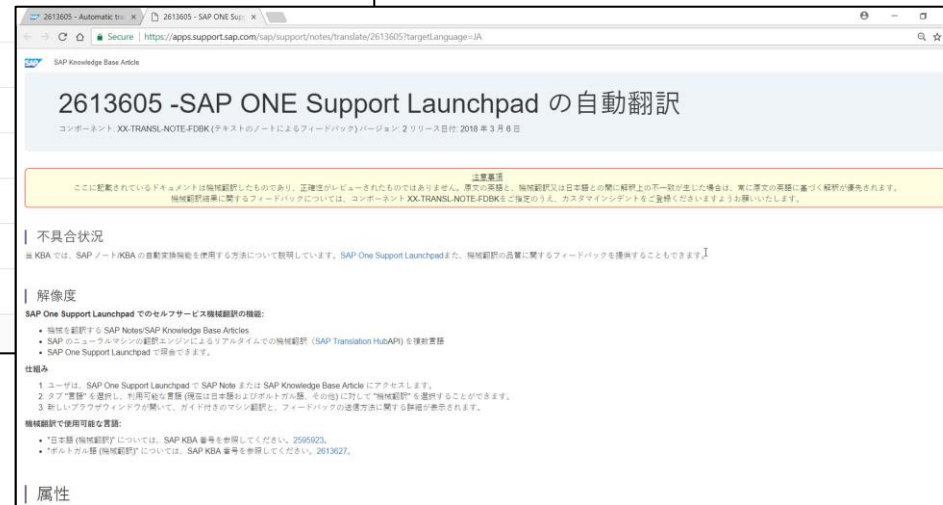 2613605 - Automatic tra
2613605 - SAP ONE Sup
Secure | https://apps.support.sap.com/sap/support/notes/translate/2613605?targetLanguage=JA
SAP Knowledge Base Article
2613605 -SAP ONE Support Launchpad の自動翻訳
コンポーネント: XX-TRANSL-NOTE-FDBK (テキストのノートによるフィードバック) バージョン: 2 リリース日付: 2018 年 3 月 6 日
注意事項
ここに記載されているドキュメントは機械翻訳したものであり、正確性がレビューされたものではありません。原文の英語と、機械翻訳又は日本語との間に解釈上の不一致が生じた場合は、常に原文の英語に基づく解釈が優先されます。
機械翻訳結果に関するフィードバックについては、コンポーネント XX-TRANSL-NOTE-FDBKをご指定のうえ、カスタマインシデントをご登録くださいますようお願いいたします。
不具合状況
KBA では、SAP ノート/KBA の自動変換機能を使用する方法について説明しています。SAP One Support Launchpadまた、機械翻訳の品質に関するフィードバックを提供することもできます。
解像度
SAP One Support Launchpad でのセルフサービス機械翻訳の機能:
• 機械を翻訳する SAP Notes/SAP Knowledge Base Articles
• SAP のニューラルマシンの翻訳エンジンによるリアルタイムでの機械翻訳（SAP Translation HubAPI) を複数言語
• SAP One Support Launchpad で照会できます。
仕組み
1. ユーザは、SAP One Support Launchpad で SAP Note または SAP Knowledge Base Article にアクセスします。
2. タブ "言語" を選択し、利用可能な言語 (現在は日本語およびポルトガル語、その他) に対して "機械翻訳" を選択することができます。
3. 新しいブラウザウィンドウが開いて、ガイド付きのマシン翻訳と、フィードバックの送信方法に関する詳細が表示されます。
機械翻訳で使用可能な言語:
• "日本語 (機械翻訳)" については、SAP KBA 番号を参照してください。2595923。
• "ポルトガル語 (機械翻訳)" については、SAP KBA 番号を参照してください。2613627。
属性